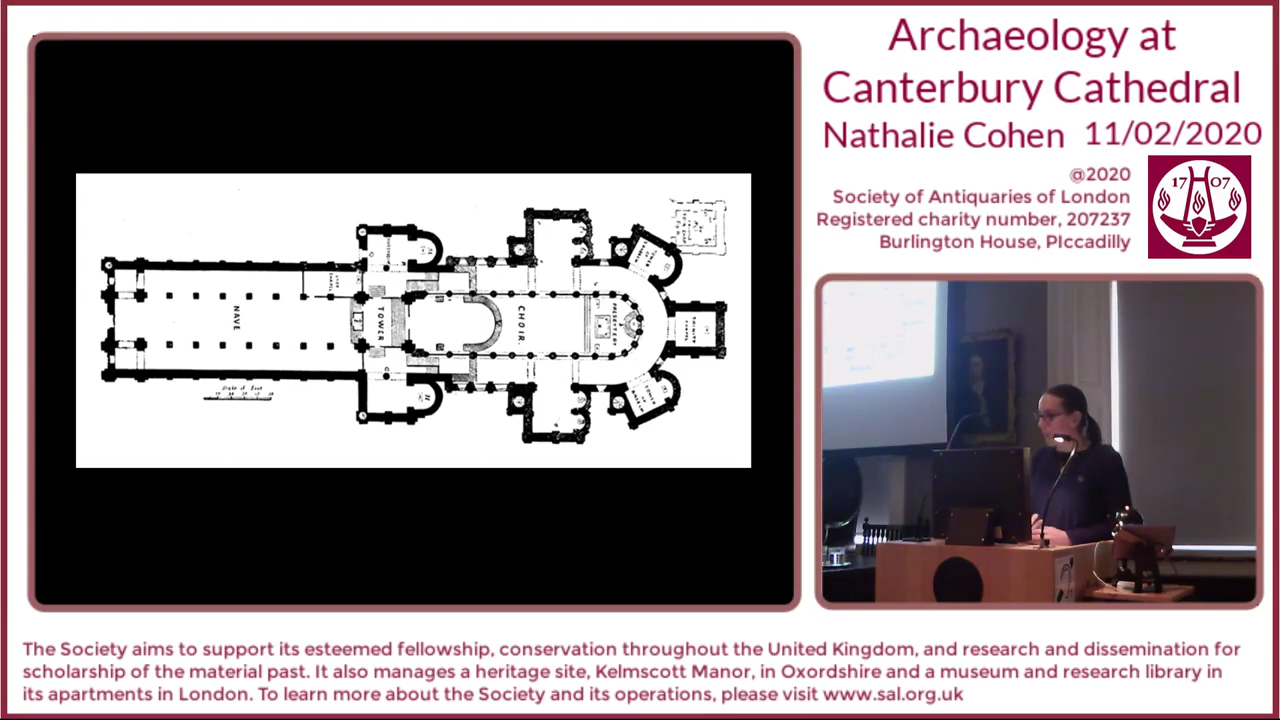 Archaeology at
Canterbury Cathedral
Nathalie Cohen 11/02/2020
@2020
Society of Antiquaries of London
Registered charity number, 207237
Burlington House, PIccadilly
17 07
NAVE
TOWER
CHOIR.
The Society aims to support its esteemed fellowship, conservation throughout the United Kingdom, and research and dissemination for
scholarship of the material past. It also manages a heritage site, Kelmscott Manor, in Oxordshire and a museum and research library in
its apartments in London. To learn more about the Society and its operations, please visit www.sal.org.uk